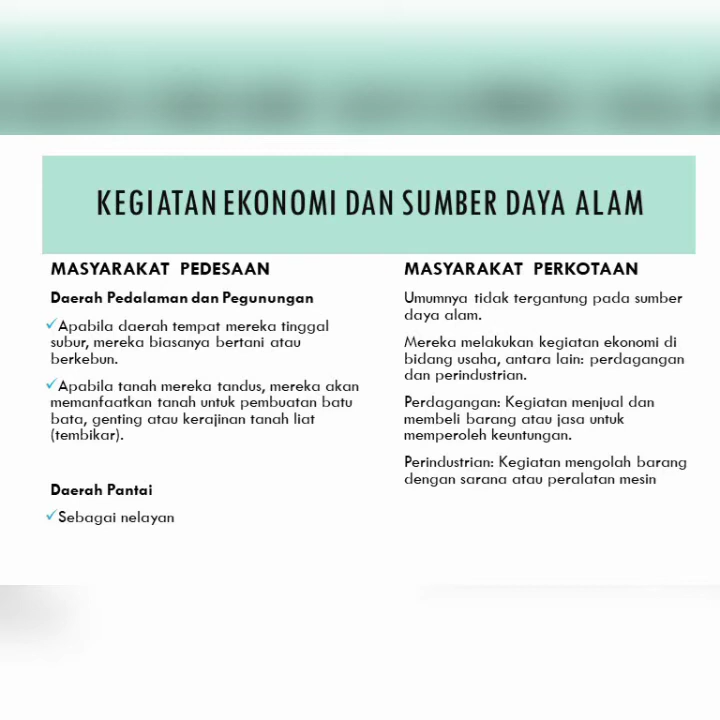 KEGIATAN EKONOMI DAN SUMBER DAYA ALAM
MASYARAKAT PEDESAAN
Daerah Pedalaman dan Pegunungan
✓Apabila daerah tempat mereka tinggal
subur, mereka biasanya bertani atau
berkebun.
✓Apabila tanah mereka tandus, mereka akan
memanfaatkan tanah untuk pembuatan batu
bata, genting atau kerajinan tanah liat
(tembikar).
Daerah Pantai
✓Sebagai nelayan
MASYARAKAT PERKOTAAN
Umumnya tidak tergantung pada sumber
daya alam.
Mereka melakukan kegiatan ekonomi di
bidang usaha, antara lain: perdagangan
dan perindustrian.
Perdagangan: Kegiatan menjual dan
membeli barang atau jasa untuk
memperoleh keuntungan.
Perindustrian: Kegiatan mengolah barang
dengan sarana atau peralatan mesin